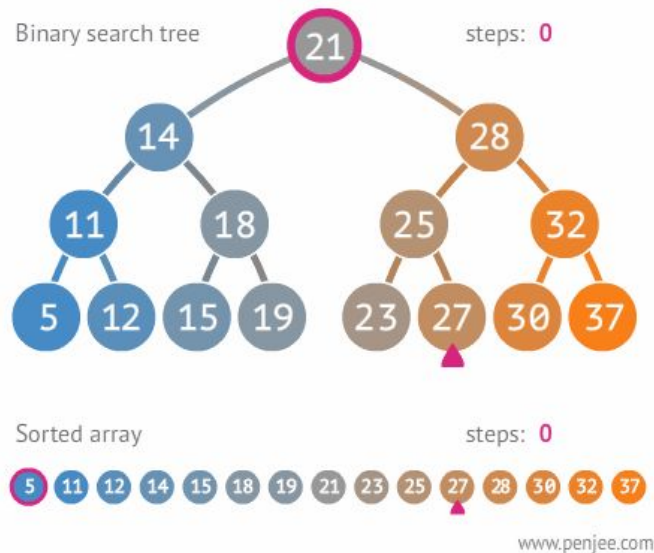 Binary search tree steps: 0
21
14 28
11 18 25 32
5 12 15 19 23 27 30 37
Sorted array steps: 0
5 11 12 14 15 18 19 21 23 25 27 28 30 32 37
www.penjee.com